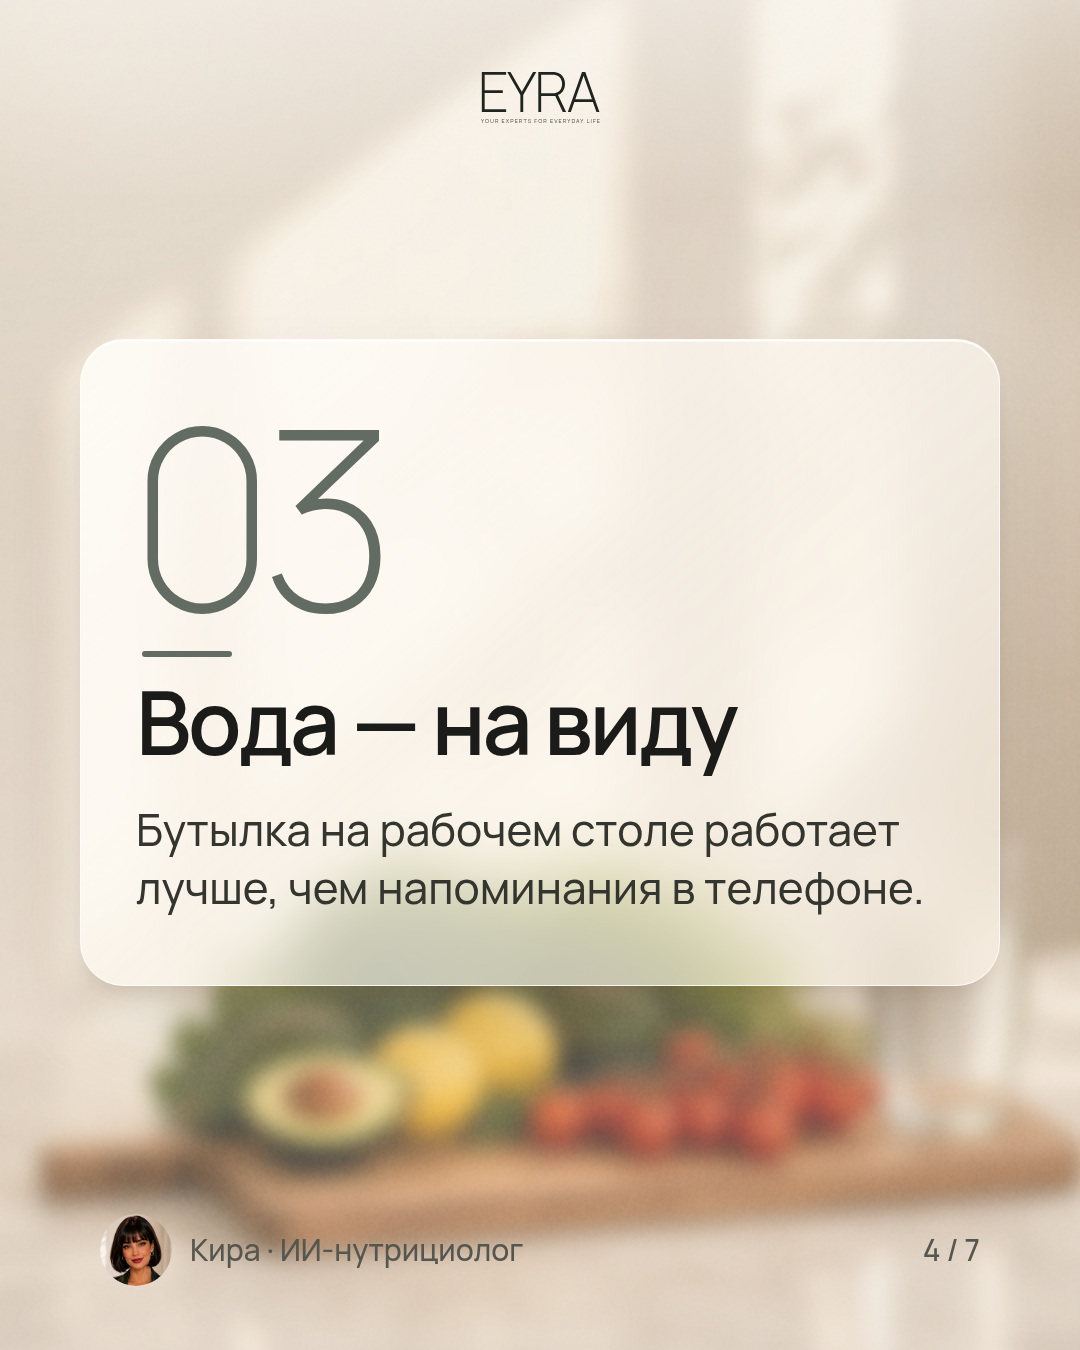 EYRA
YOUR EXPERTS FOR EVERYDAY LIFE
03
Вода — на виду
Бутылка на рабочем столе работает
лучше, чем напоминания в телефоне.
Кира · ИИ-нутрициолог
4 / 7